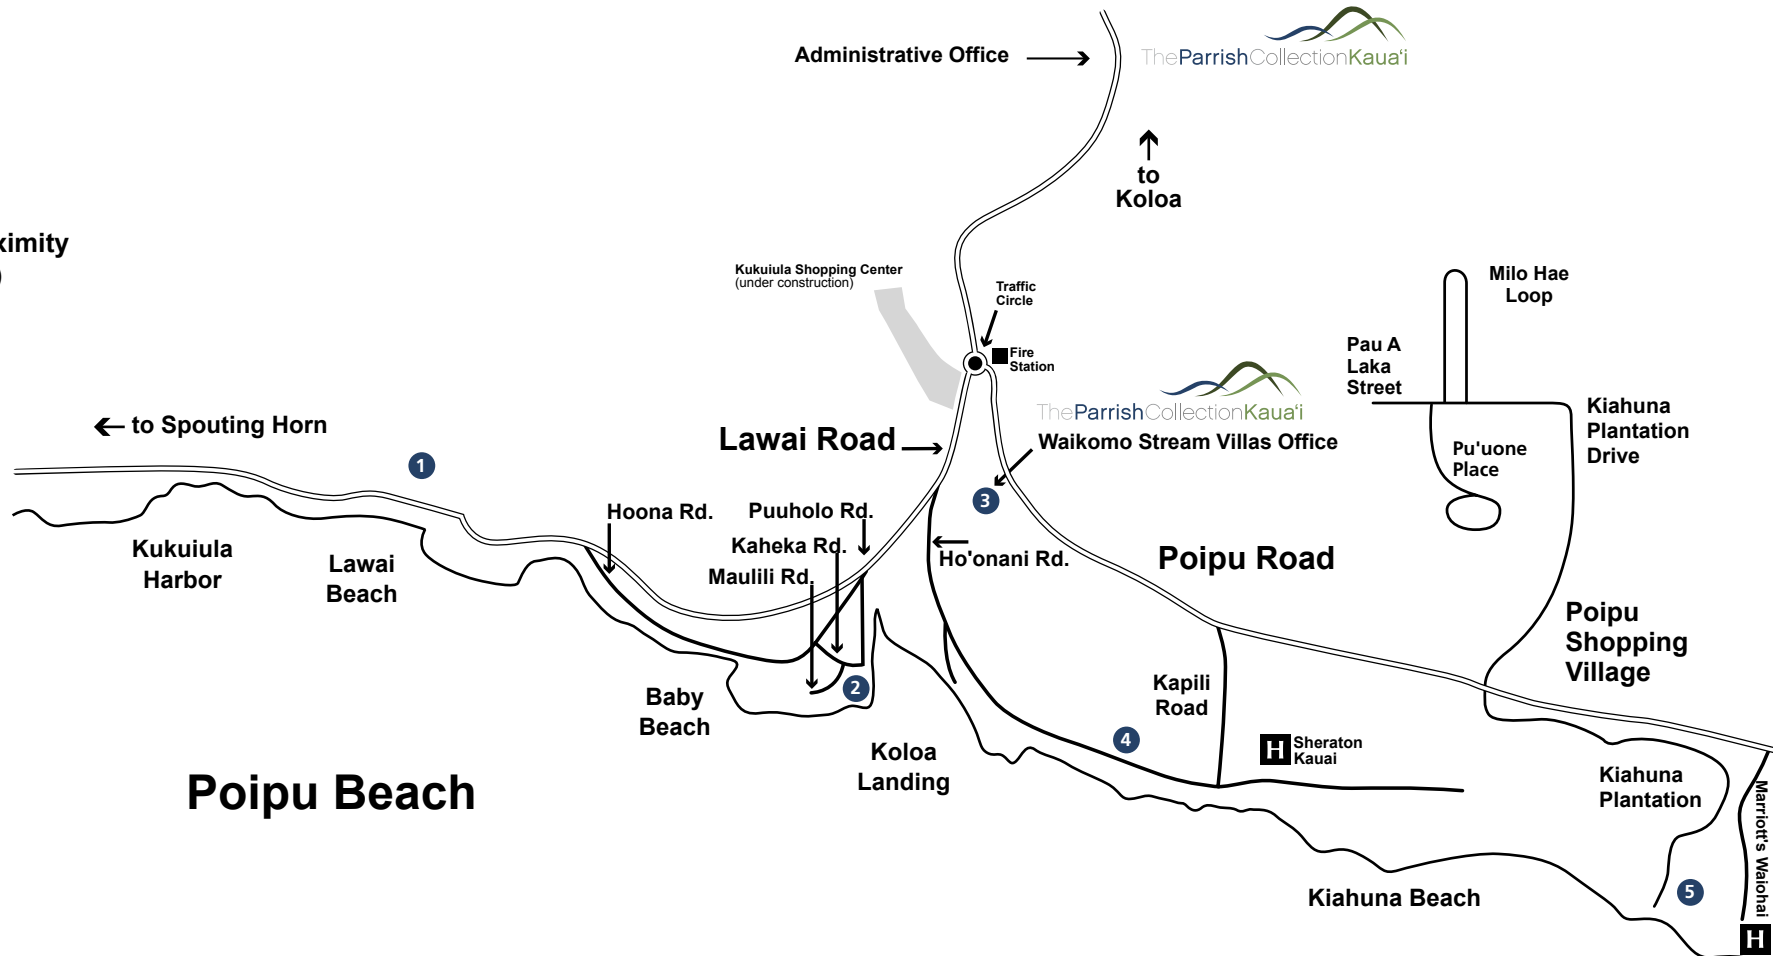 Administrative Office
TheParrishCollectionKaua'i
to
Koloa
ximity
)
Kukuiula Shopping Center
(under construction)
Traffic
Circle
Fire
Station
Milo Hae
Loop
Pau A
Laka
Street
TheParrishCollectionKaua'i
Waikomo Stream Villas Office
Kiahuna
Plantation
Drive
Pu'uone
Place
to Spouting Horn
Lawai Road
1
3
Hoona Rd.
Puuholo Rd.
Kaheka Rd.
Maulili Rd.
Ho'onani Rd.
Poipu Road
Kukuiula
Harbor
Lawai
Beach
Poipu
Shopping
Village
Baby
Beach
2
Kapili
Road
4
H
Sheraton
Kauai
Koloa
Landing
Poipu Beach
Kiahuna
Plantation
Marriott's Waiohai
Kiahuna Beach
5
H